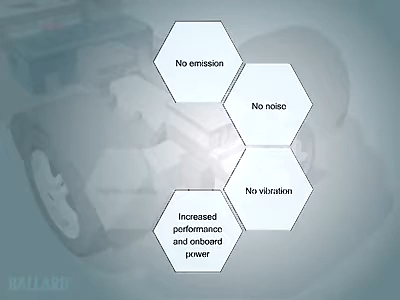 No emission
No noise
No vibration
Increased
performance
and onboard
power
BALLARD